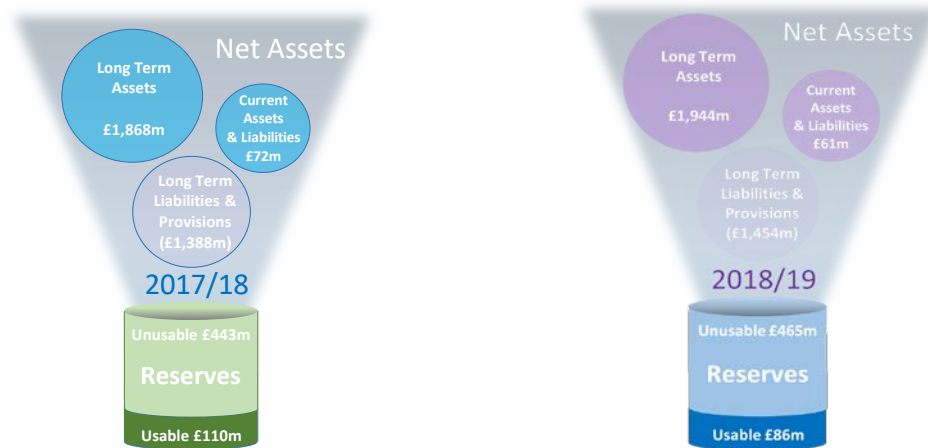 Net Assets
Long Term
Assets
£1,868m
Current
Assets
& Liabilities
£72m
Long Term
Liabilities &
Provisions
(£1,388m)
2017/18
Unusable £443m
Reserves
Usable £110m
Net Assets
Long Term
Assets
£1,944m
Current
Assets
& Liabilities
£61m
Long Term
Liabilities &
Provisions
(£1,454m)
2018/19
Unusable £465m
Reserves
Usable £86m